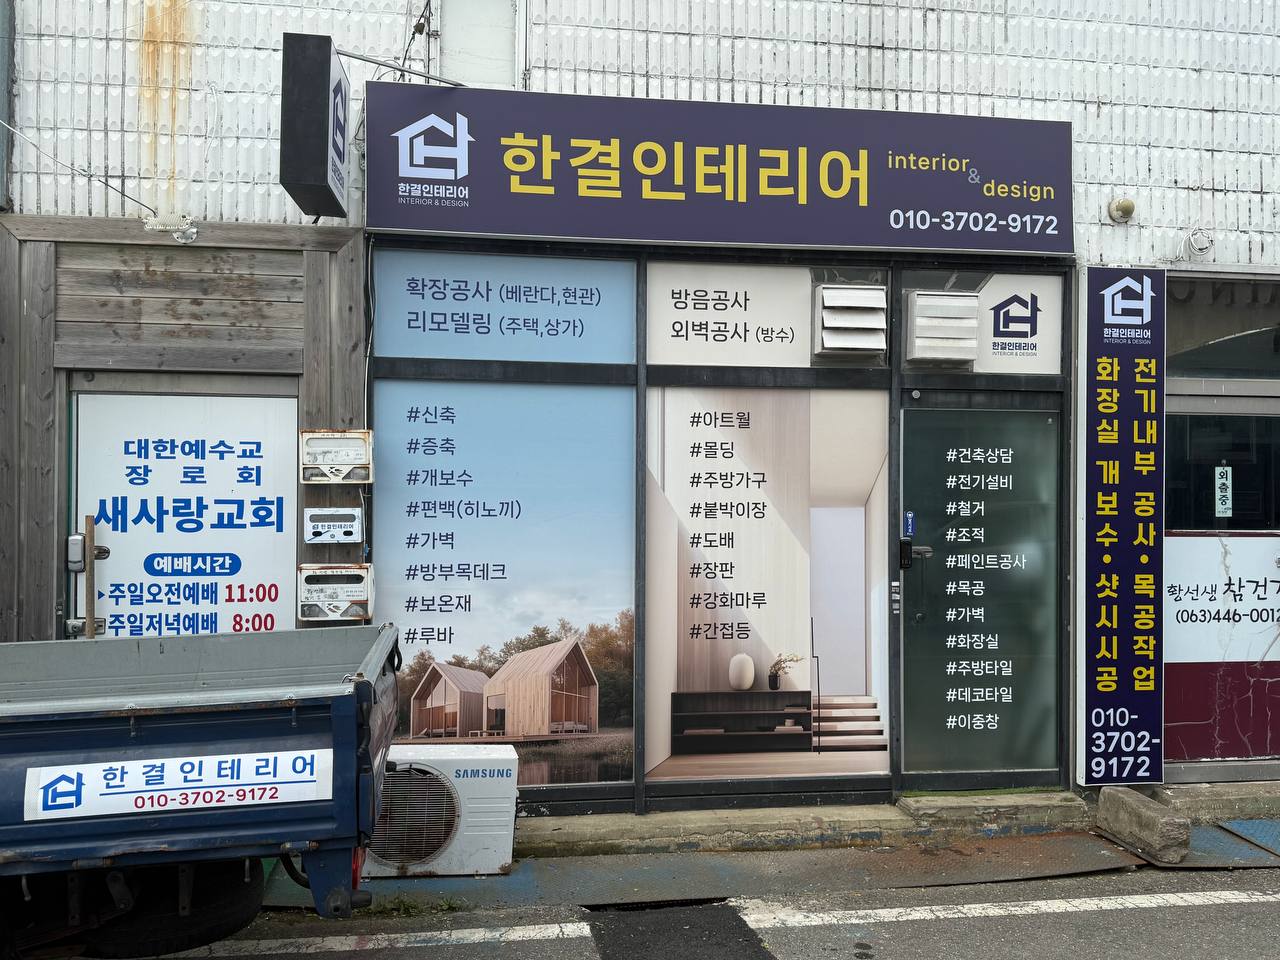 한결인테리어
INTERIOR & DESIGN
한결인테리어
interior
&
design
010-3702-9172
확장공사 (베란다,현관)
리모델링 (주택,상가)
방음공사
외벽공사 (방수)
한결인테리어
INTERIOR & DESIGN
#신축
#증축
#개보수
#편백(히노끼)
#가벽
#방부목데크
#보온재
#루바
#아트월
#몰딩
#주방가구
#붙박이장
#도배
#장판
#강화마루
#간접등
#건축상담
#전기설비
#철거
#조적
#페인트공사
#목공
#가벽
#화장실
#주방타일
#데코타일
#이중창
한결인테리어
INTERIOR & DESIGN
전기내부 공사•목공작업
화장실 개보수•샷시시공
010-
3702-
9172
대한예수교
장로회
새사랑교회
예배시간
주일오전예배 11:00
주일저녁예배 8:00
한결인테리어
한결인테리어
010-3702-9172
SAMSUNG
외출중
황선생 참건
(063)446-001